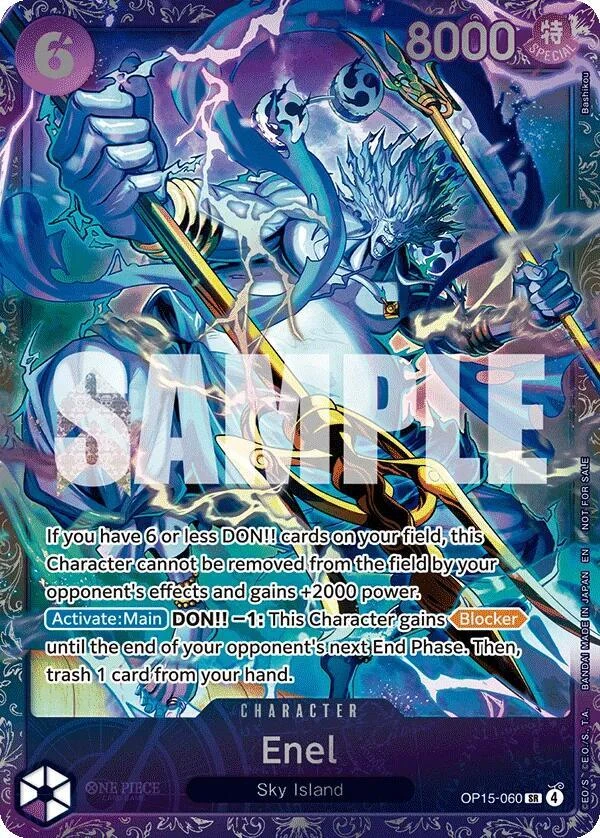 6
8000
特
SPECIAL
Bashikou
SAMPLE
If you have 6 or less DON!! cards on your field, this
Character cannot be removed from the field by your
opponent's effects and gains +2000 power.
Activate:Main DON!! −1: This Character gains Blocker
until the end of your opponent's next End Phase. Then,
trash 1 card from your hand.
CHARACTER
Enel
Sky Island
ONE PIECE
CARD GAME
OP15-060 SR 4
©E.O./S. ©E.O./S., T.A. BANDAI MADE IN JAPAN EN NOT FOR SALE